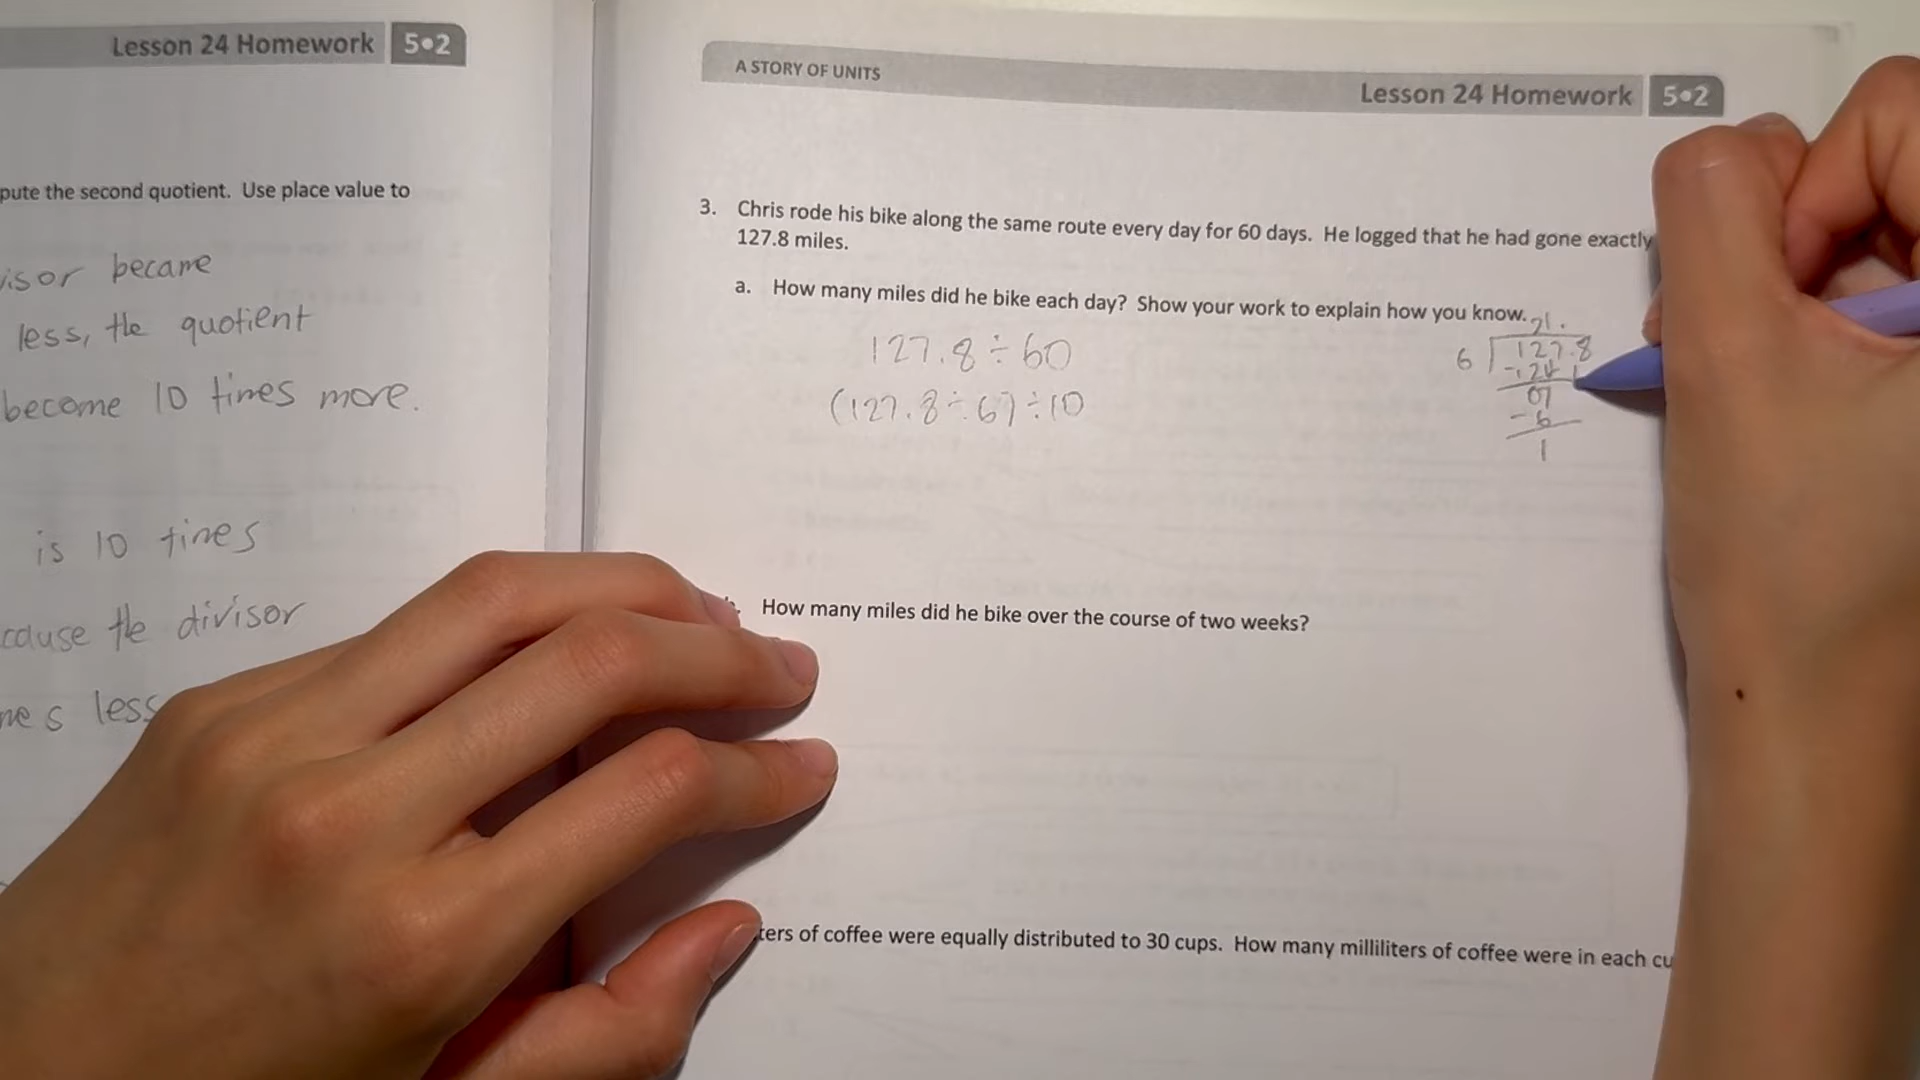 Lesson 24 Homework 5•2
pute the second quotient. Use place value to
isor became
less, the quotient
become 10 times more.
is 10 times
cause the divisor
less
A STORY OF UNITS
Lesson 24 Homework 5•2
3. Chris rode his bike along the same route every day for 60 days. He logged that he had gone exactly
127.8 miles.
a. How many miles did he bike each day? Show your work to explain how you know.
127.8 ÷ 60
(127.8 ÷ 6) ÷ 10
21.
6 127.8
-12
07
-6
1
How many miles did he bike over the course of two weeks?
ters of coffee were equally distributed to 30 cups. How many milliliters of coffee were in each cu